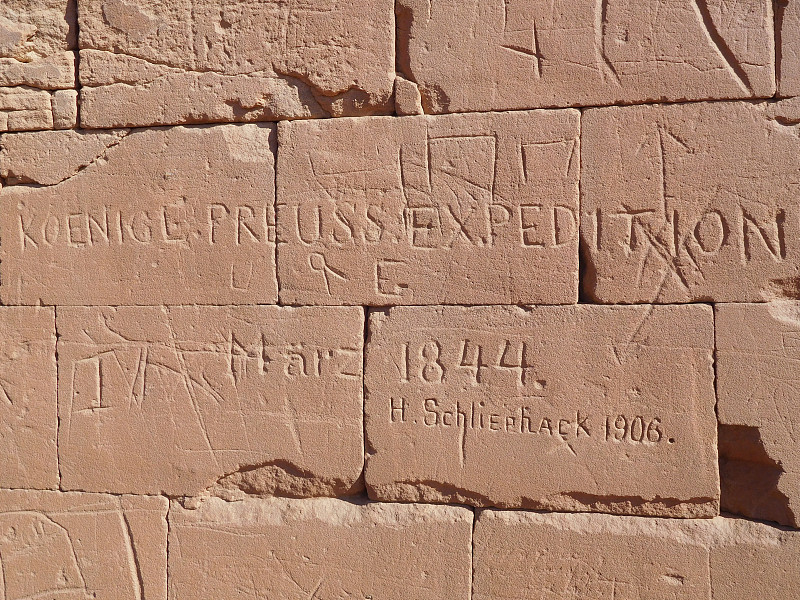 KOENIGL.PREUSS.EXPEDITION
März 1844.
H. Schliephack 1906.